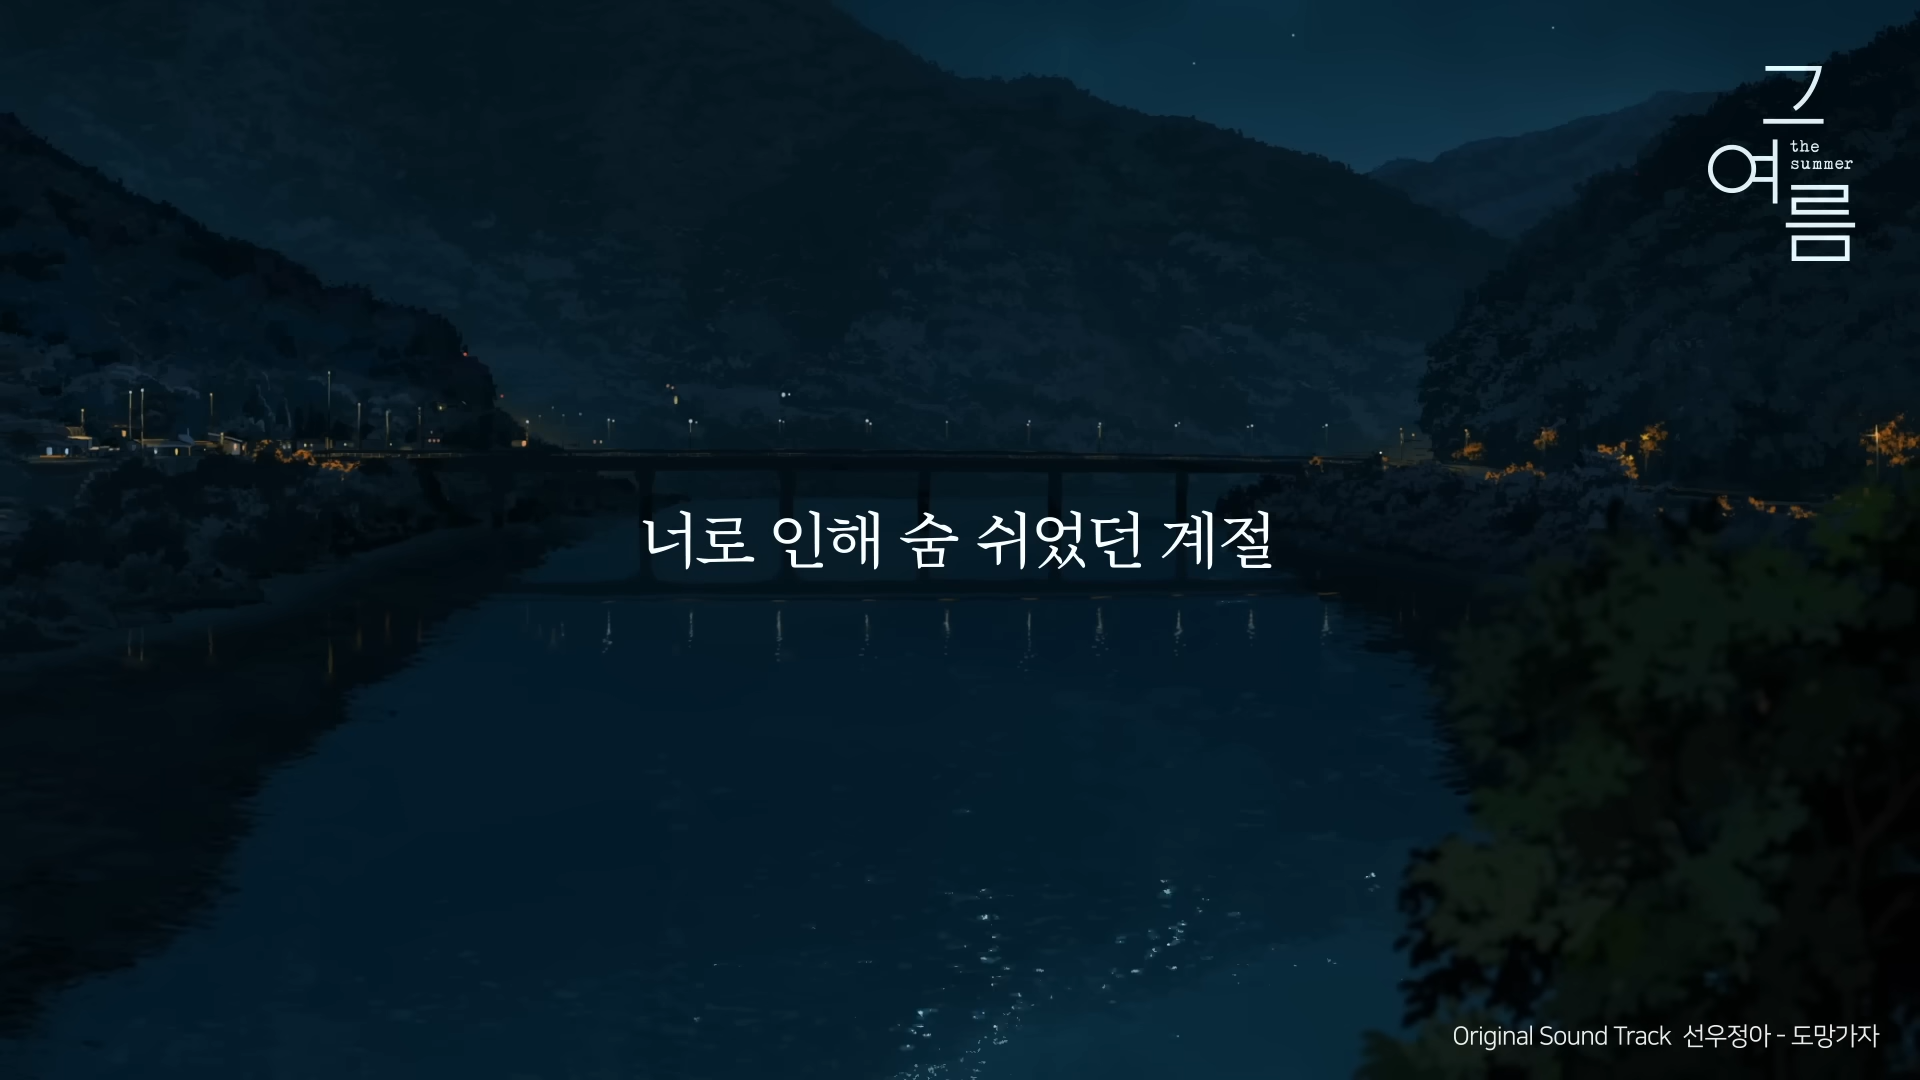 그
여름
the
summer
너로 인해 숨 쉬었던 계절
Original Sound Track 선우정아 - 도망가자